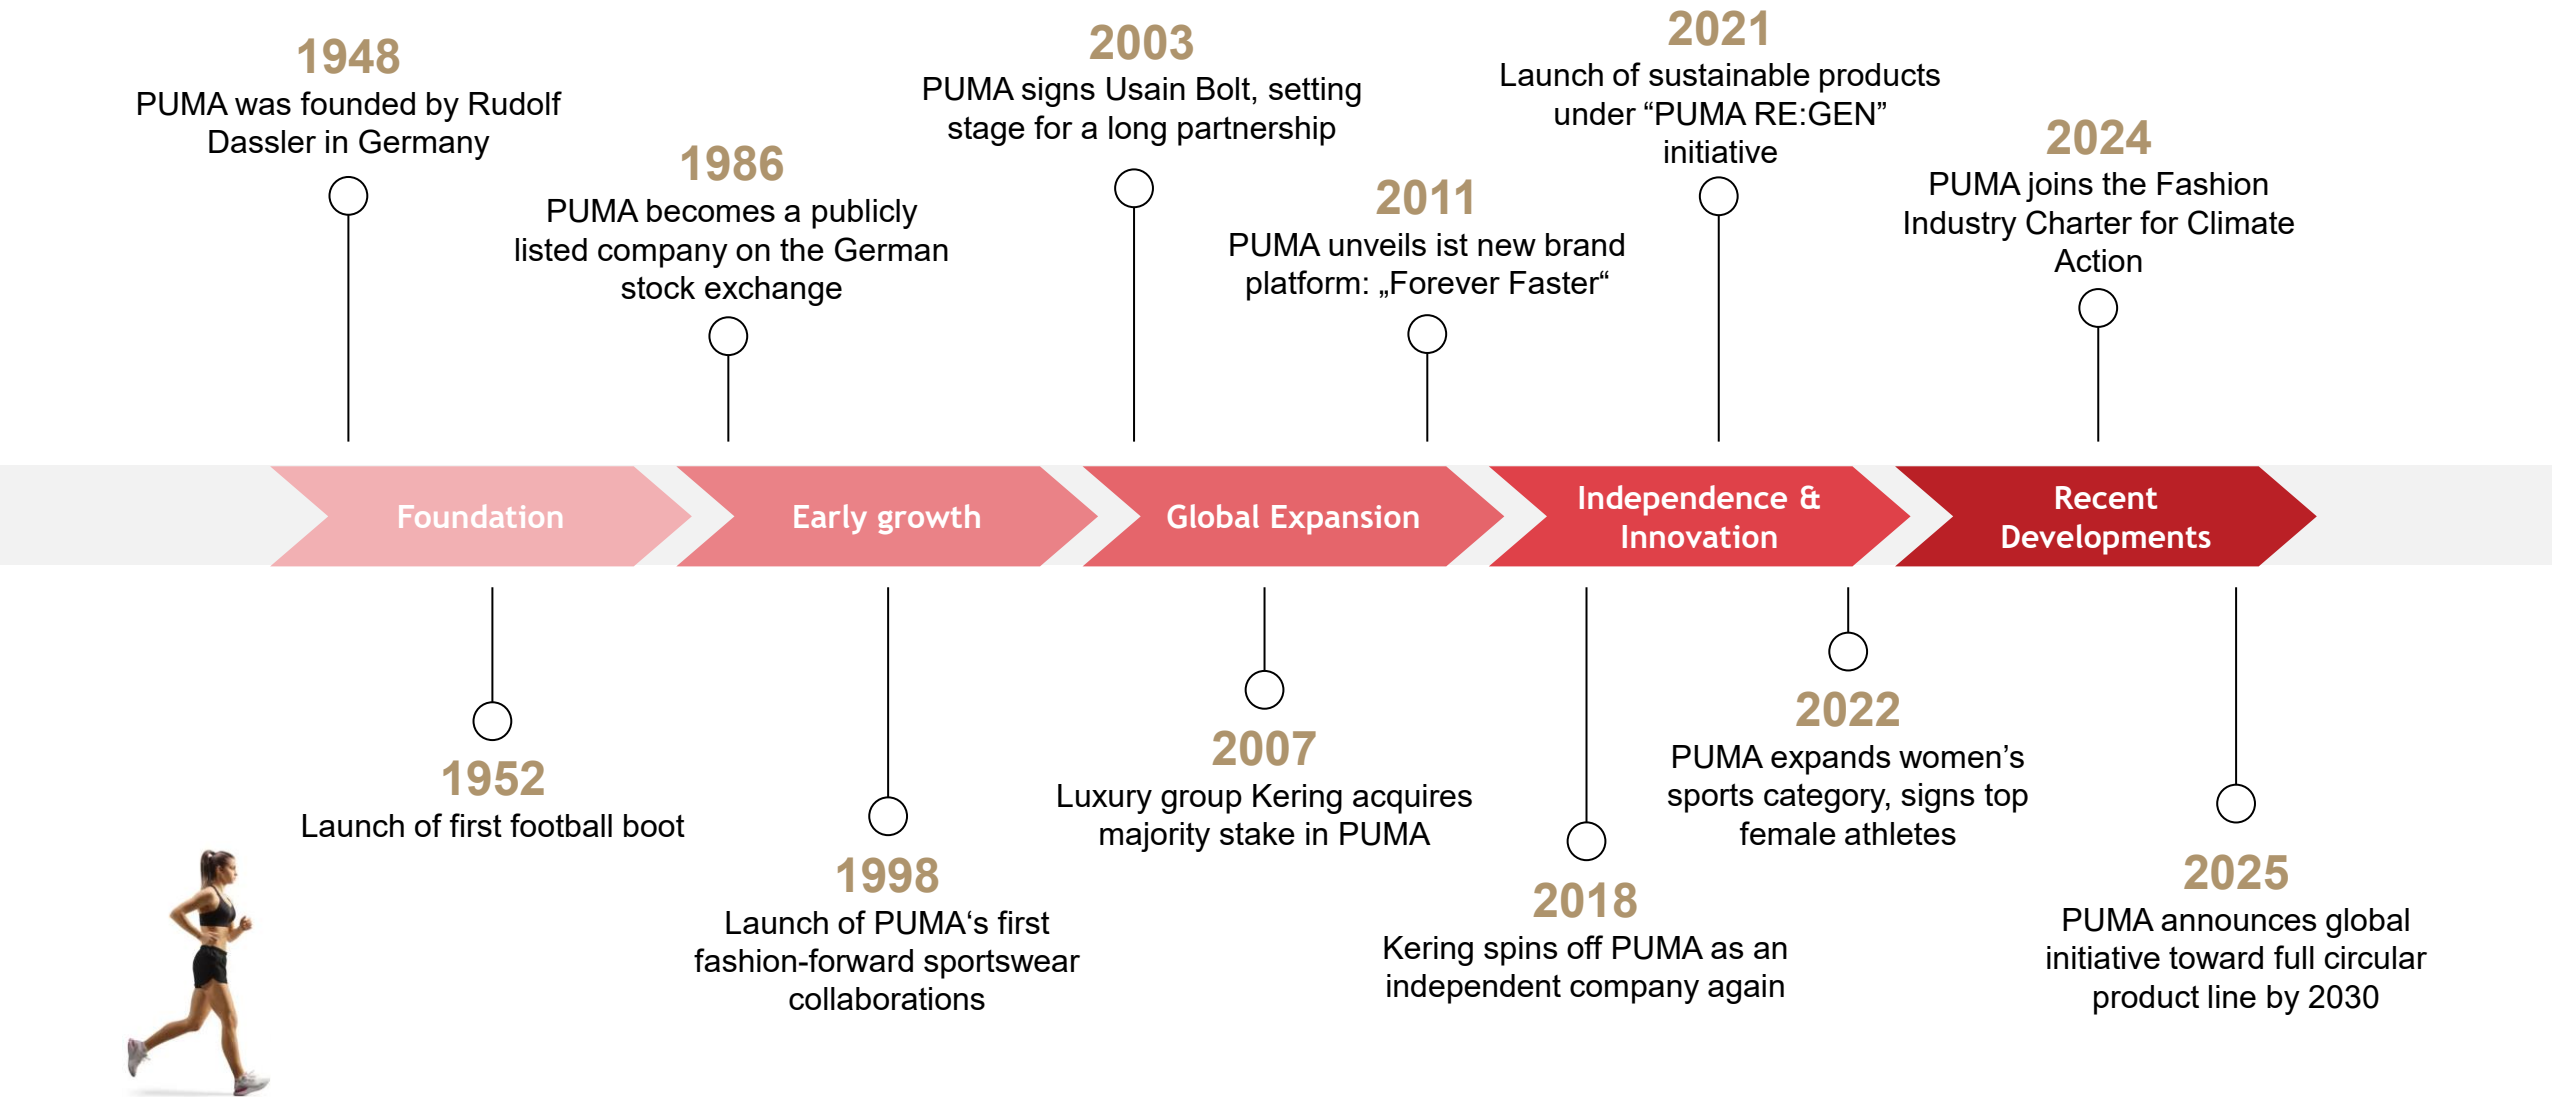 1948
PUMA was founded by Rudolf
Dassler in Germany
1986
PUMA becomes a publicly
listed company on the German
stock exchange
2003
PUMA signs Usain Bolt, setting
stage for a long partnership
2011
PUMA unveils ist new brand
platform: „Forever Faster“
2021
Launch of sustainable products
under “PUMA RE:GEN”
initiative
2024
PUMA joins the Fashion
Industry Charter for Climate
Action
Foundation
Early growth
Global Expansion
Independence &
Innovation
Recent
Developments
1952
Launch of first football boot
1998
Launch of PUMA‘s first
fashion-forward sportswear
collaborations
2007
Luxury group Kering acquires
majority stake in PUMA
2018
Kering spins off PUMA as an
independent company again
2022
PUMA expands women’s
sports category, signs top
female athletes
2025
PUMA announces global
initiative toward full circular
product line by 2030